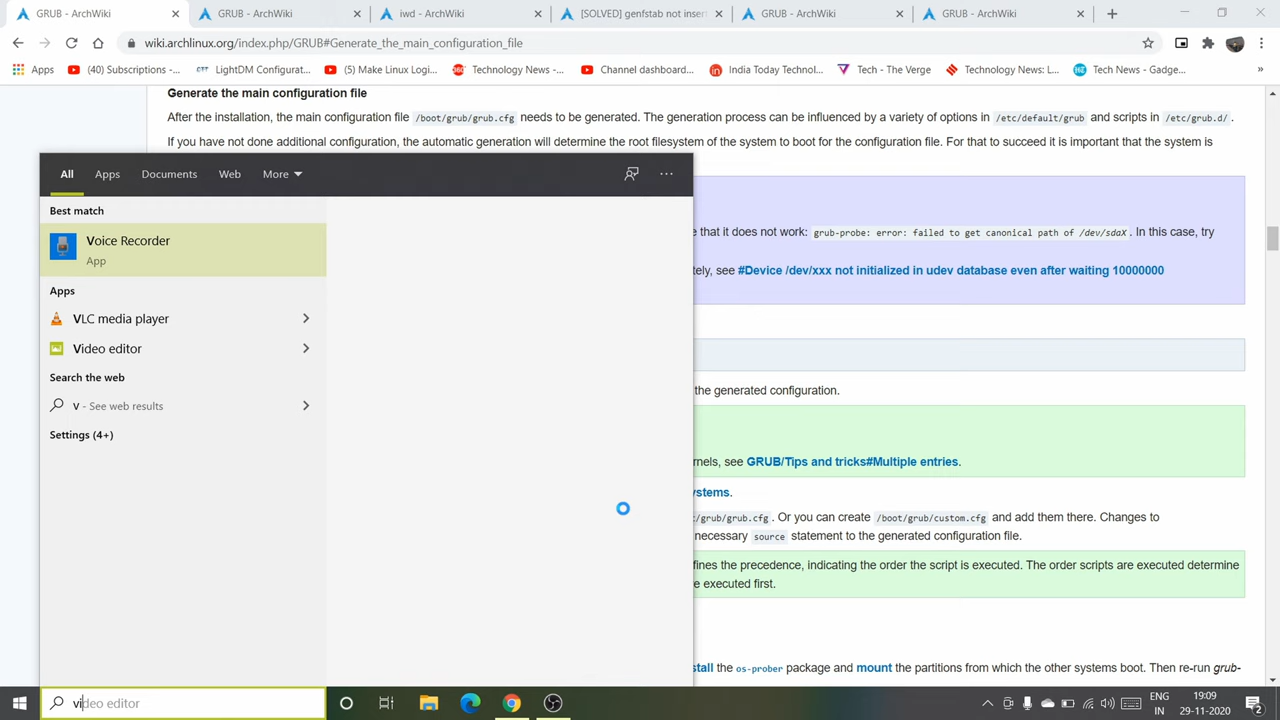 GRUB - ArchWiki
GRUB - ArchWiki
iwd - ArchWiki
[SOLVED] genfstab not insert
GRUB - ArchWiki
GRUB - ArchWiki
wiki.archlinux.org/index.php/GRUB#Generate_the_main_configuration_file
Apps
(40) Subscriptions -...
LightDM Configurat...
(5) Make Linux Logi...
Technology News -...
Channel dashboard...
India Today Technol...
Tech - The Verge
Technology News: L...
Tech News - Gadge...
»
Generate the main configuration file
After the installation, the main configuration file /boot/grub/grub.cfg needs to be generated. The generation process can be influenced by a variety of options in /etc/default/grub and scripts in /etc/grub.d/ .
If you have not done additional configuration, the automatic generation will determine the root filesystem of the system to boot for the configuration file. For that to succeed it is important that the system is
e that it does not work: grub-probe: error: failed to get canonical path of /dev/sdaX. In this case, try
tely, see #Device /dev/xxx not initialized in udev database even after waiting 10000000
the generated configuration.
rnels, see GRUB/Tips and tricks#Multiple entries.
ystems.
:/grub/grub.cfg. Or you can create /boot/grub/custom.cfg and add them there. Changes to
necessary source statement to the generated configuration file.
fines the precedence, indicating the order the script is executed. The order scripts are executed determine
e executed first.
stall the os-prober package and mount the partitions from which the other systems boot. Then re-run grub-
All
Apps
Documents
Web
More
Best match
Voice Recorder
App
Apps
VLC media player
Video editor
Search the web
v - See web results
Settings (4+)
video editor
ENG
IN
19:09
29-11-2020
2